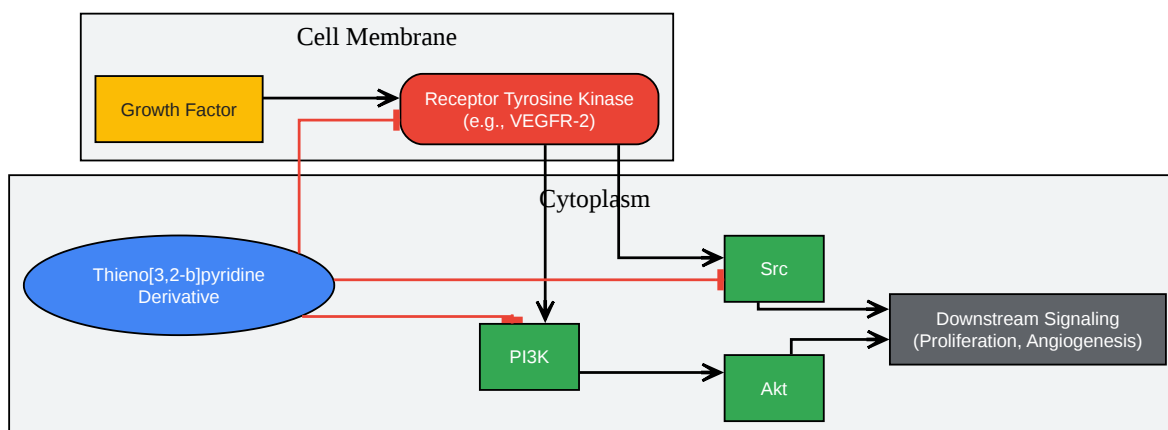 Cell Membrane
Growth Factor
Receptor Tyrosine Kinase
(e.g., VEGFR-2)
Cytoplasm
Thieno[3,2-b]pyridine
Derivative
Src
Downstream Signaling
(Proliferation, Angiogenesis)
PI3K
Akt